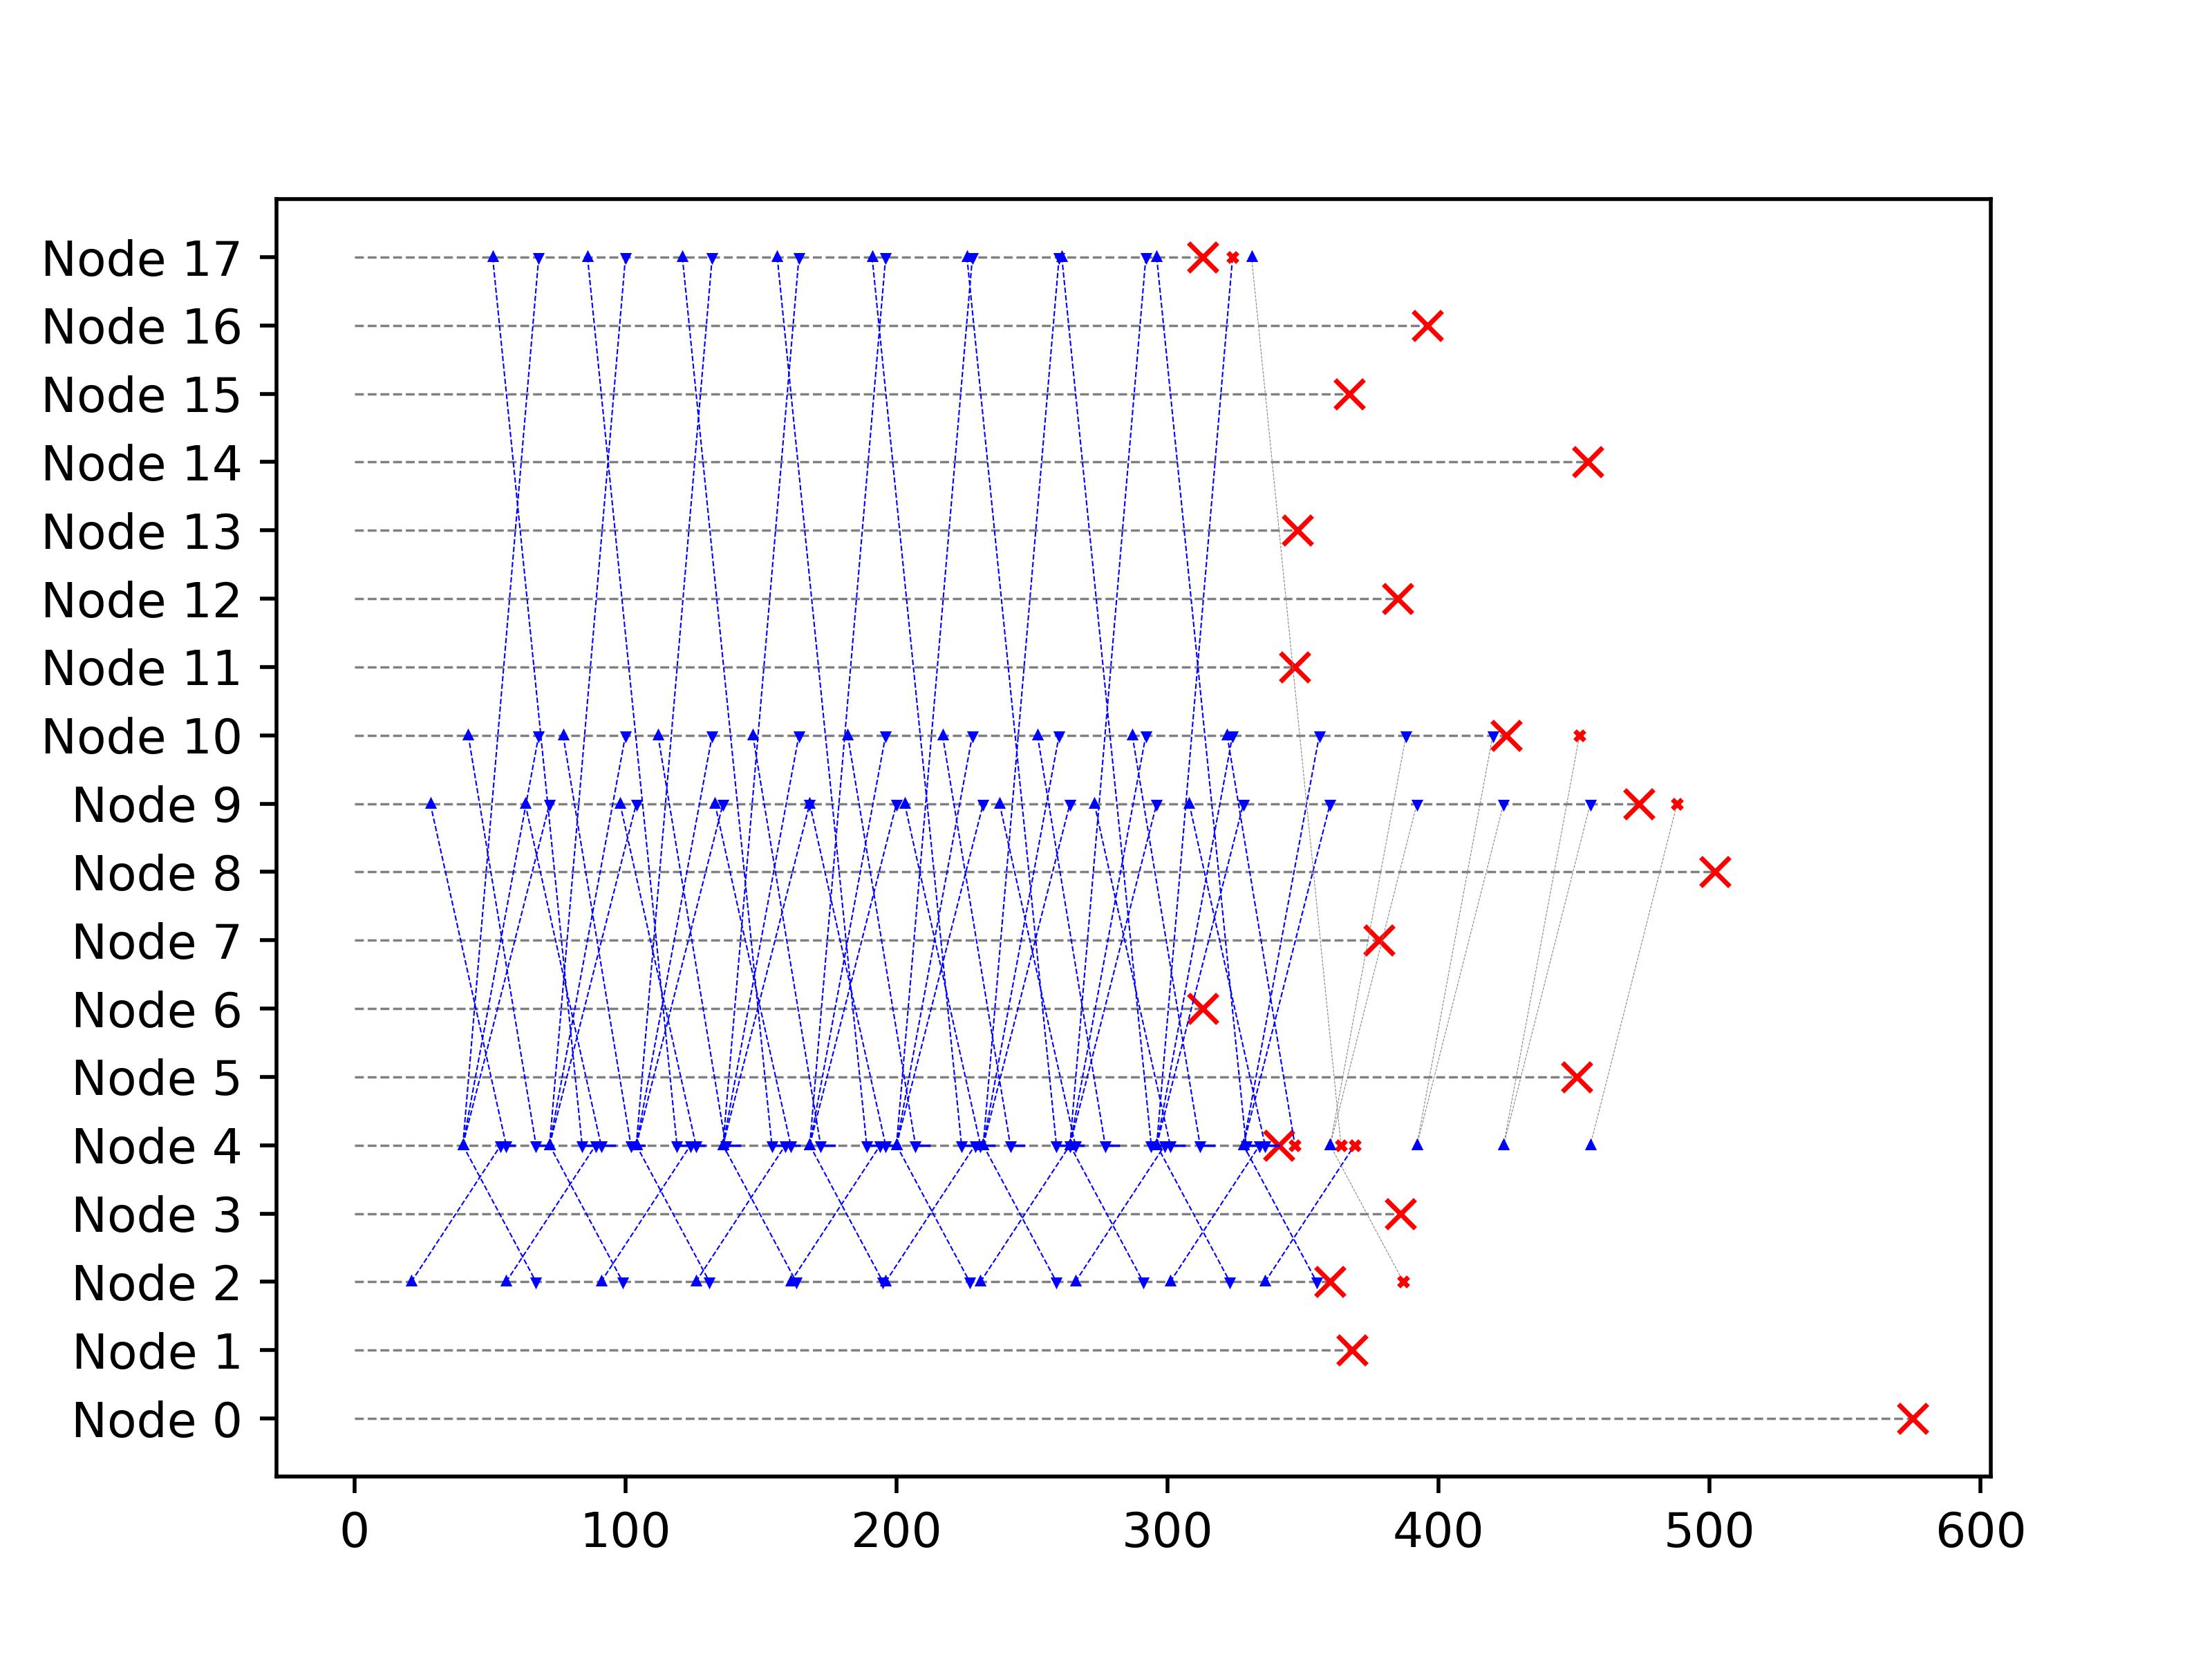 Node 17
Node 16
Node 15
Node 14
Node 13
Node 12
Node 11
Node 10
Node 9
Node 8
Node 7
Node 6
Node 5
Node 4
Node 3
Node 2
Node 1
Node 0
0 100 200 300 400 500 600